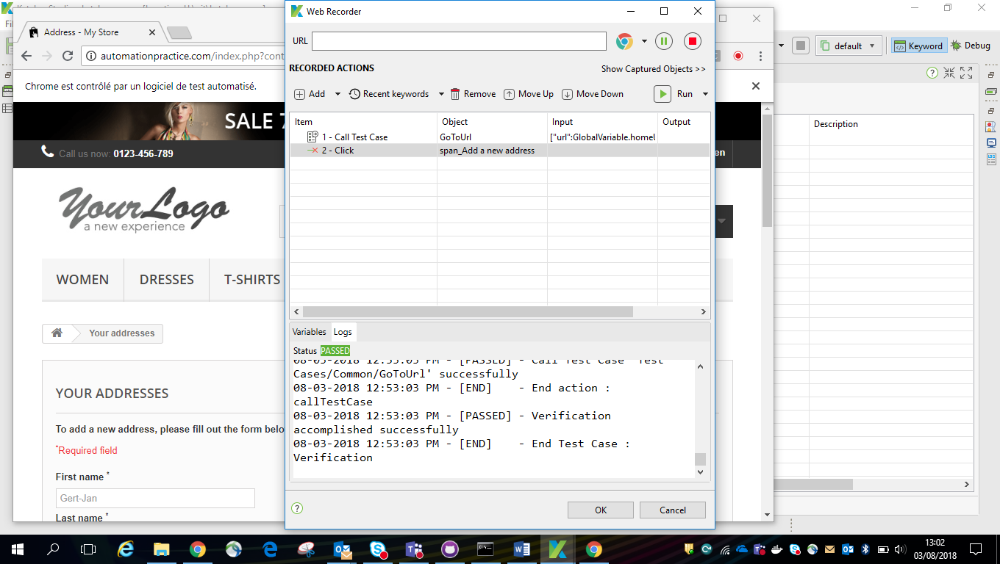 Web Recorder
Address - My Store
URL
default
Keyword
Debug
automationpractice.com/index.php?cont
RECORDED ACTIONS
Show Captured Objects >>
Chrome est contrôlé par un logiciel de test automatisé.
Add
Recent keywords
Remove
Move Up
Move Down
Run
SALE 7
Item
Object
Input
Output
Description
1 - Call Test Case
GoToUrl
["url":GlobalVariable.homeU
2 - Click
span_Add a new address
Call us now: 0123-456-789
en
YourLogo
a new experience
WOMEN
DRESSES
T-SHIRTS
Your addresses
Variables
Logs
Status PASSED
08-03-2018 12:53:03 PM - [PASSED] - Call Test Case 'Test
Cases/Common/GoToUrl' successfully
08-03-2018 12:53:03 PM - [END] - End action :
callTestCase
08-03-2018 12:53:03 PM - [PASSED] - Verification
accomplished successfully
08-03-2018 12:53:03 PM - [END] - End Test Case :
Verification
YOUR ADDRESSES
To add a new address, please fill out the form belo
*Required field
First name *
Gert-Jan
Last name *
OK
Cancel
13:02
03/08/2018